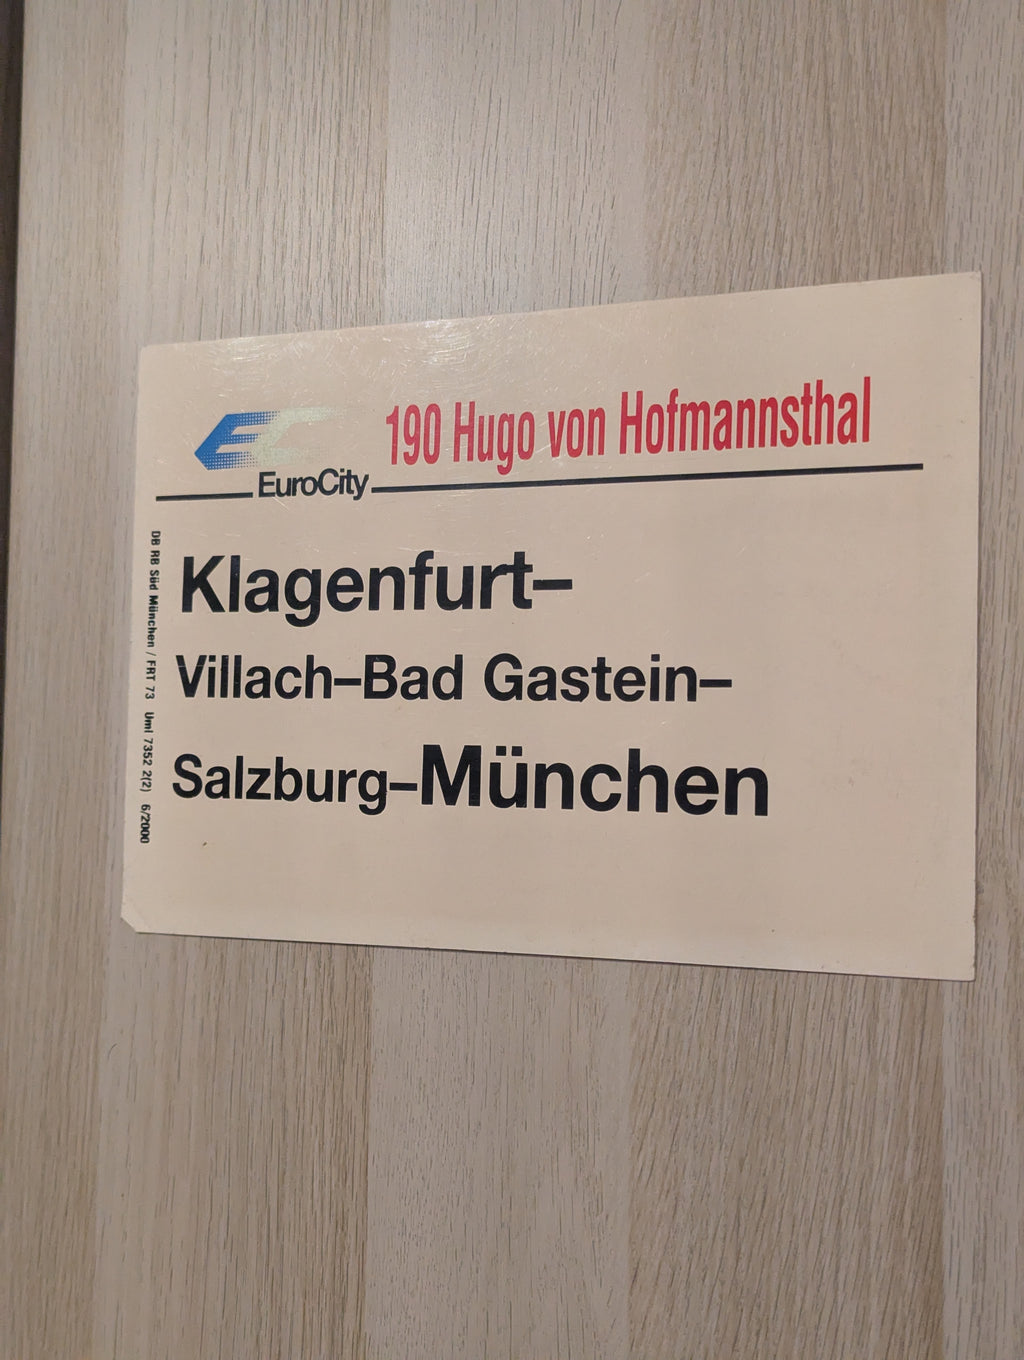 190 Hugo von Hofmannsthal
EuroCity
Klagenfurt–
Villach–Bad Gastein–
Salzburg–München
DB RB Süd München / FRT 73 Uml 7352 2(2) 6/2000